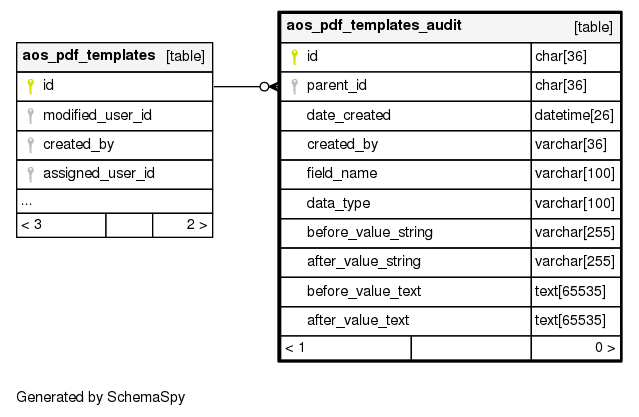 aos_pdf_templates [table]
id
modified_user_id
created_by
assigned_user_id
...
< 3 2 >
aos_pdf_templates_audit [table]
id char[36]
parent_id char[36]
date_created datetime[26]
created_by varchar[36]
field_name varchar[100]
data_type varchar[100]
before_value_string varchar[255]
after_value_string varchar[255]
before_value_text text[65535]
after_value_text text[65535]
< 1 0 >
Generated by SchemaSpy